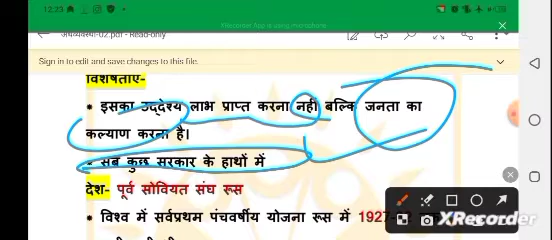 12:23
XRecorder App is using microphone
अर्थव्यवस्था-02.pdf - Read-only
Sign in to edit and save changes to this file.
विशेषताएं-
• इसका उद्देश्य लाभ प्राप्त करना नहीं बल्कि जनता का
कल्याण करना है।
• सब कुछ सरकार के हाथों में
देश- पूर्व सोवियत संघ रूस
• विश्व में सर्वप्रथम पंचवर्षीय योजना रूस में 1927-
XRecorder